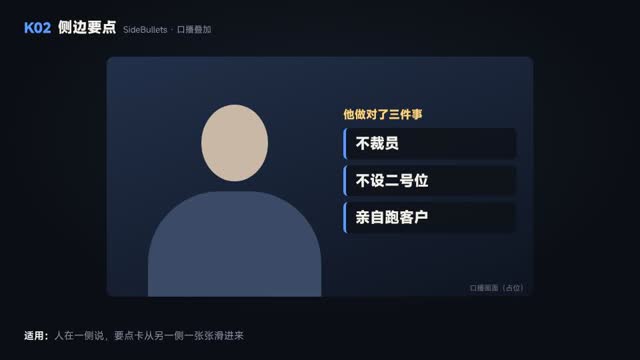 K02 侧边要点 SideBullets · 口播叠加
他做对了三件事
不裁员
不设二号位
亲自跑客户
口播画面（占位）
适用：人在一侧说，要点卡从另一侧一张张滑进来